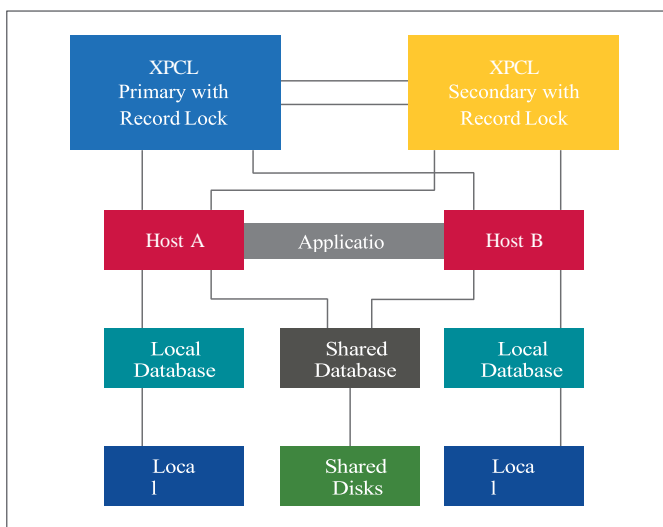 XPCL
Primary with
Record Lock
XPCL
Secondary with
Record Lock
Host A
Applicatio
Host B
Local
Database
Shared
Database
Local
Database
Loca
l
Shared
Disks
Loca
l